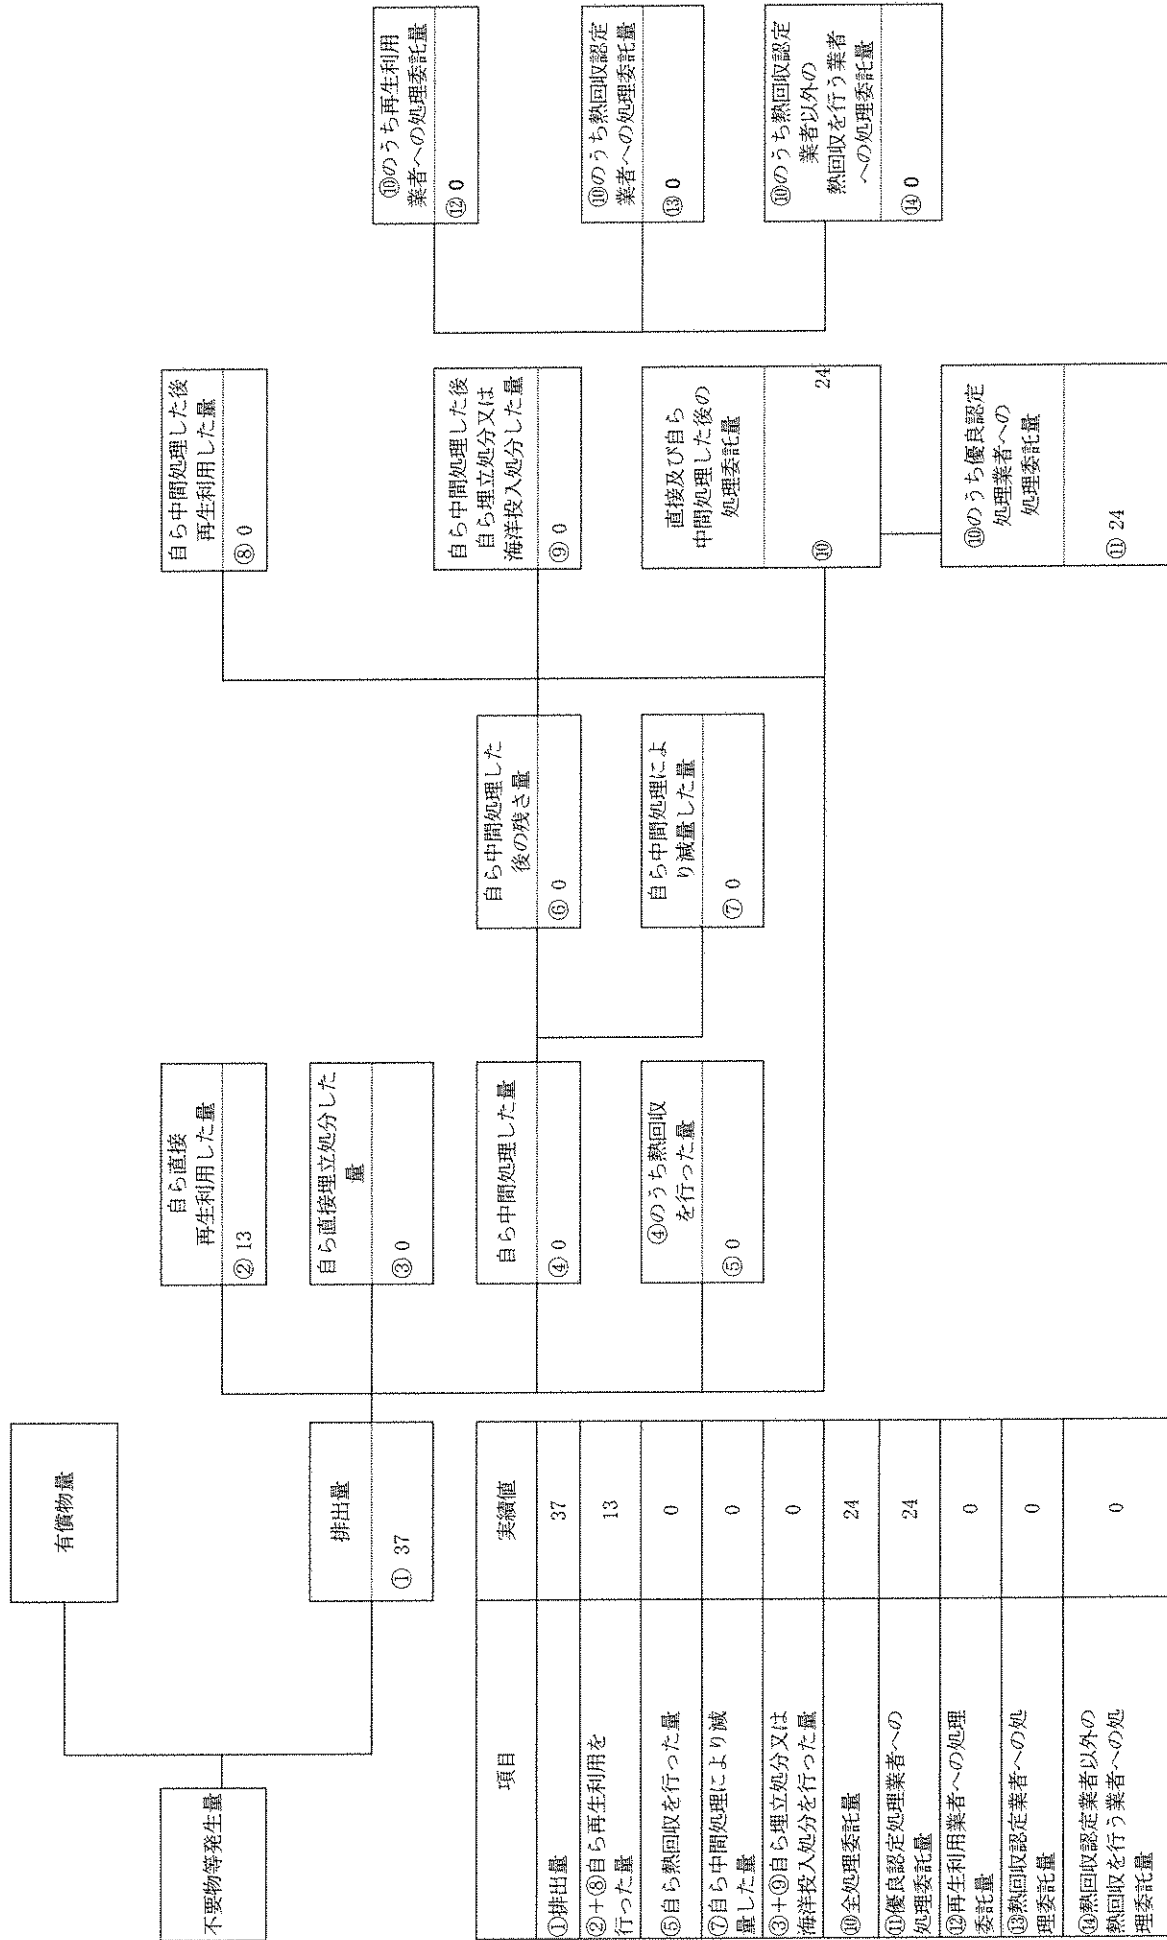 不要物等発生量
有償物量
排出量
① 37
自ら直接
再生利用した量
② 13
自ら直接埋立処分した
量
③ 0
自ら中間処理した量
④ 0
④のうち熱回収
を行った量
⑤ 0
自ら中間処理した
後の残さ量
⑥ 0
自ら中間処理によ
り減量した量
⑦ 0
自ら中間処理した後
再生利用した量
⑧ 0
自ら中間処理した後
自ら埋立処分又は
海洋投入処分した量
⑨ 0
直接及び自ら
中間処理した後の
処理委託量
⑩ 24
⑩のうち優良認定
処理業者への
処理委託量
⑪ 24
⑩のうち再生利用
業者への処理委託量
⑫ 0
⑩のうち熱回収認定
業者への処理委託量
⑬ 0
⑩のうち熱回収認定
業者以外の
熱回収を行う業者
への処理委託量
⑭ 0
項目 実績値
①排出量 37
②+⑧自ら再生利用を
行った量 13
⑤自ら熱回収を行った量 0
⑦自ら中間処理により減
量した量 0
③+⑨自ら埋立処分又は
海洋投入処分を行った量 0
⑩全処理委託量 24
⑪優良認定処理業者への
処理委託量 24
⑫再生利用業者への処理
委託量 0
⑬熱回収認定業者への処
理委託量 0
⑭熱回収認定業者以外の
熱回収を行う業者への処
理委託量 0